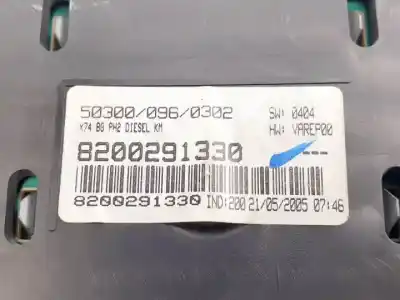 50300/096/0302 SW: 0404
X74 BG PH2 DIESEL KM HW: VAREP00
8200291330 ---
8200291330 IND:200 21/05/2005 07:46